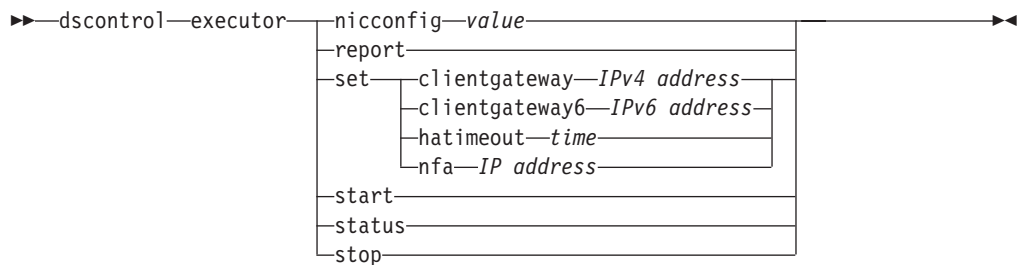 dscontrol executor nicconfig value
report
set clientgateway IPv4 address
clientgateway6 IPv6 address
hatimeout time
nfa IP address
start
status
stop